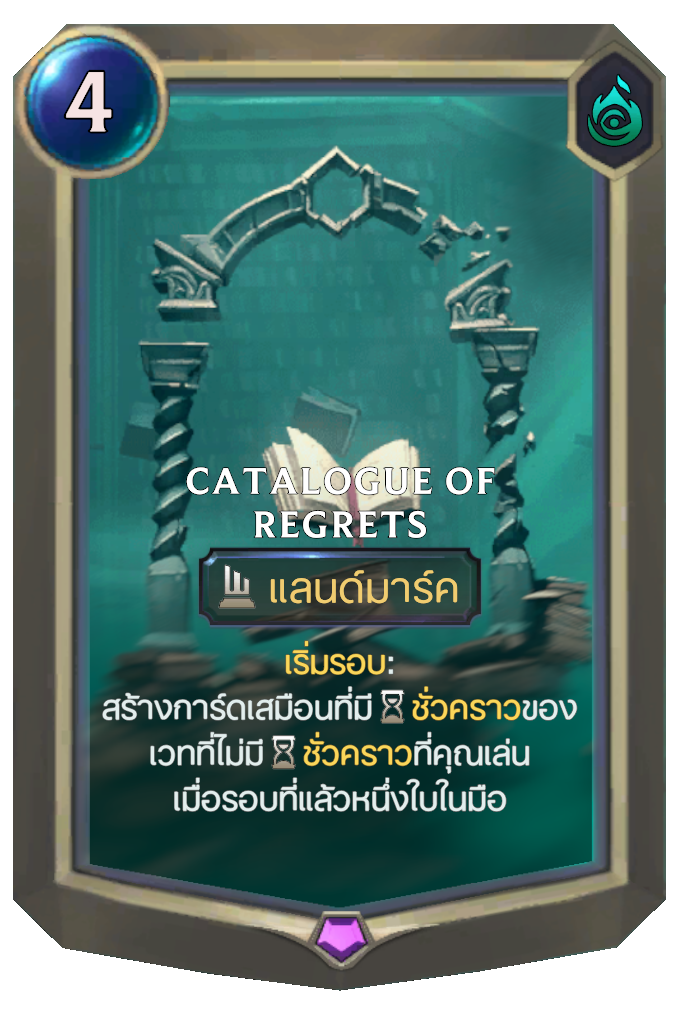 4
CATALOGUE OF
REGRETS
แลนด์มาร์ค
เริ่มรอบ:
สร้างการ์ดเสมือนที่มี ชั่วคราวของ
เวทที่ไม่มี ชั่วคราวที่คุณเล่น
เมื่อรอบที่แล้วหนึ่งใบในมือ